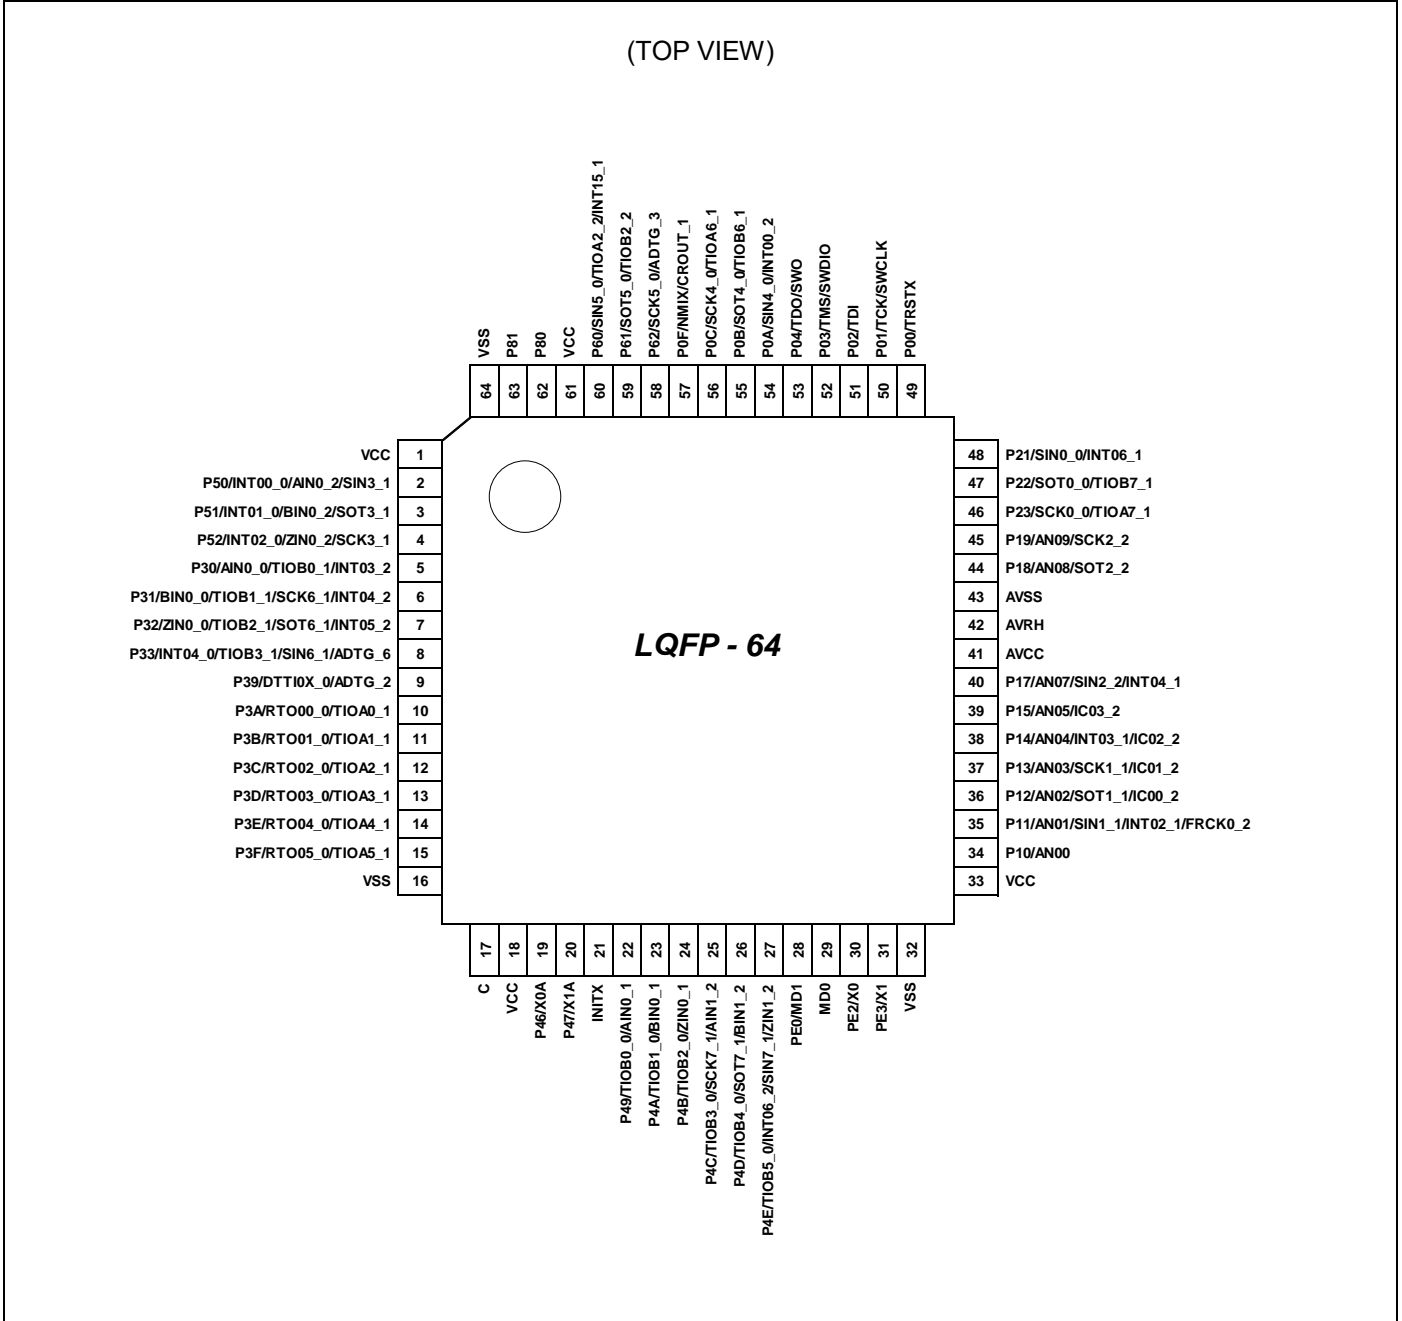 (TOP VIEW)
VSS
P81
P80
VCC
P60/SIN5_0/TIOA2_2/INT15_1
P61/SOT5_0/TIOB2_2
P62/SCK5_0/ADTG_3
P0F/NMIX/CROUT_1
P0C/SCK4_0/TIOA6_1
P0B/SOT4_0/TIOB6_1
P0A/SIN4_0/INT00_2
P04/TDO/SWO
P03/TMS/SWDIO
P02/TDI
P01/TCK/SWCLK
P00/TRSTX
64
63
62
61
60
59
58
57
56
55
54
53
52
51
50
49
VCC 1
P50/INT00_0/AIN0_2/SIN3_1 2
P51/INT01_0/BIN0_2/SOT3_1 3
P52/INT02_0/ZIN0_2/SCK3_1 4
P30/AIN0_0/TIOB0_1/INT03_2 5
P31/BIN0_0/TIOB1_1/SCK6_1/INT04_2 6
P32/ZIN0_0/TIOB2_1/SOT6_1/INT05_2 7
P33/INT04_0/TIOB3_1/SIN6_1/ADTG_6 8
P39/DTTI0X_0/ADTG_2 9
P3A/RTO00_0/TIOA0_1 10
P3B/RTO01_0/TIOA1_1 11
P3C/RTO02_0/TIOA2_1 12
P3D/RTO03_0/TIOA3_1 13
P3E/RTO04_0/TIOA4_1 14
P3F/RTO05_0/TIOA5_1 15
VSS 16
LQFP - 64
48 P21/SIN0_0/INT06_1
47 P22/SOT0_0/TIOB7_1
46 P23/SCK0_0/TIOA7_1
45 P19/AN09/SCK2_2
44 P18/AN08/SOT2_2
43 AVSS
42 AVRH
41 AVCC
40 P17/AN07/SIN2_2/INT04_1
39 P15/AN05/IC03_2
38 P14/AN04/INT03_1/IC02_2
37 P13/AN03/SCK1_1/IC01_2
36 P12/AN02/SOT1_1/IC00_2
35 P11/AN01/SIN1_1/INT02_1/FRCK0_2
34 P10/AN00
33 VCC
17
18
19
20
21
22
23
24
25
26
27
28
29
30
31
32
C
VCC
P46/X0A
P47/X1A
INITX
P49/TIOB0_0/AIN0_1
P4A/TIOB1_0/BIN0_1
P4B/TIOB2_0/ZIN0_1
P4C/TIOB3_0/SCK7_1/AIN1_2
P4D/TIOB4_0/SOT7_1/BIN1_2
P4E/TIOB5_0/INT06_2/SIN7_1/ZIN1_2
PE0/MD1
MD0
PE2/X0
PE3/X1
VSS